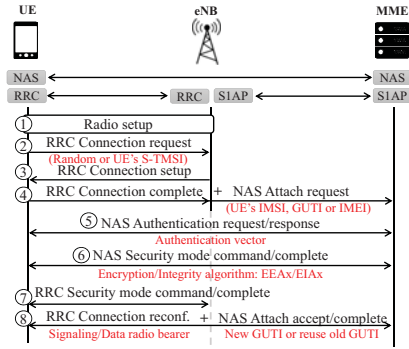 UE eNB MME
NAS NAS
RRC RRC S1AP S1AP
1 Radio setup
2 RRC Connection request
(Random or UE's S-TMSI)
3 RRC Connection setup
4 RRC Connection complete + NAS Attach request
(UE's IMSI, GUTI or IMEI)
5 NAS Authentication request/response
Authentication vector
6 NAS Security mode command/complete
Encryption/Integrity algorithm: EEAx/EIAx
7 RRC Security mode command/complete
8 RRC Connection reconf. + NAS Attach accept/complete
Signaling/Data radio bearer New GUTI or reuse old GUTI